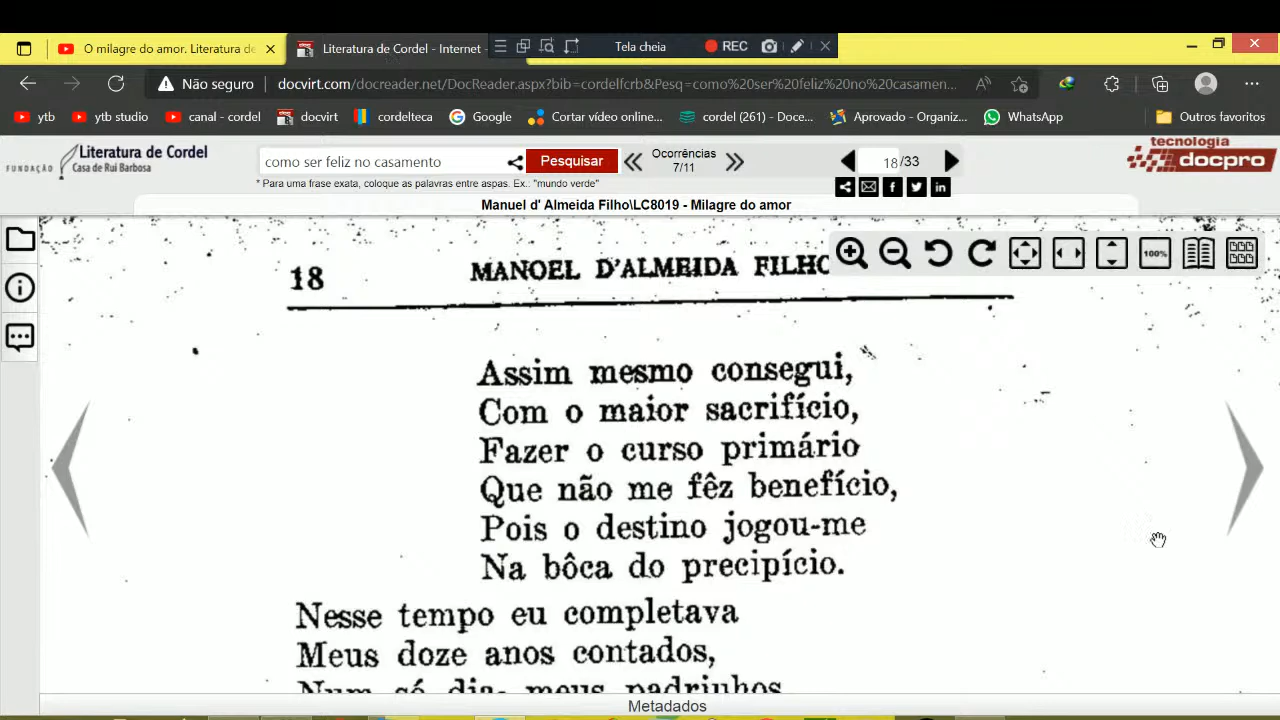 O milagre do amor. Literatura de
Literatura de Cordel - Internet -
Tela cheia
REC
Não seguro
docvirt.com/docreader.net/DocReader.aspx?bib=cordelfcrb&Pesq=como%20ser%20feliz%20no%20casamen...
ytb
ytb studio
canal - cordel
docvirt
cordelteca
Google
Cortar vídeo online...
cordel (261) - Doce...
Aprovado - Organiz...
WhatsApp
Outros favoritos
FUNDAÇÃO
Literatura de Cordel
Casa de Rui Barbosa
como ser feliz no casamento
Pesquisar
Ocorrências
7/11
18 /33
tecnologia
docpro
* Para uma frase exata, coloque as palavras entre aspas. Ex.: "mundo verde"
Manuel d' Almeida Filho\LC8019 - Milagre do amor
100%
18
MANOEL D'ALMEIDA FILHO
Assim mesmo consegui,
Com o maior sacrifício,
Fazer o curso primário
Que não me fêz benefício,
Pois o destino jogou-me
Na bôca do precipício.
Nesse tempo eu completava
Meus doze anos contados,
Num só dia, meus padrinhos
Metadados